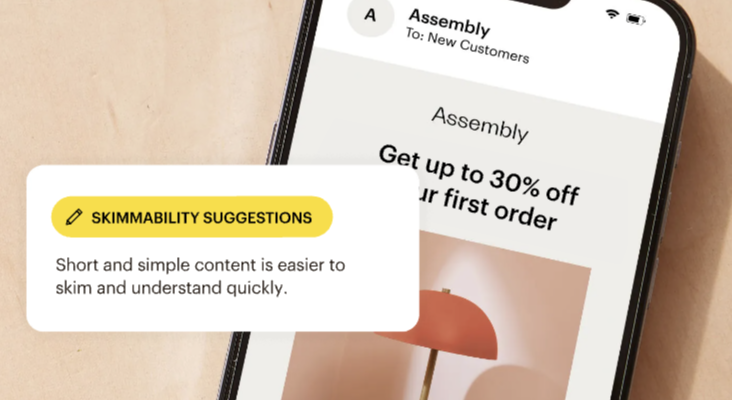 A
Assembly
To: New Customers
Assembly
Get up to 30% off
ur first order
SKIMMABILITY SUGGESTIONS
Short and simple content is easier to
skim and understand quickly.